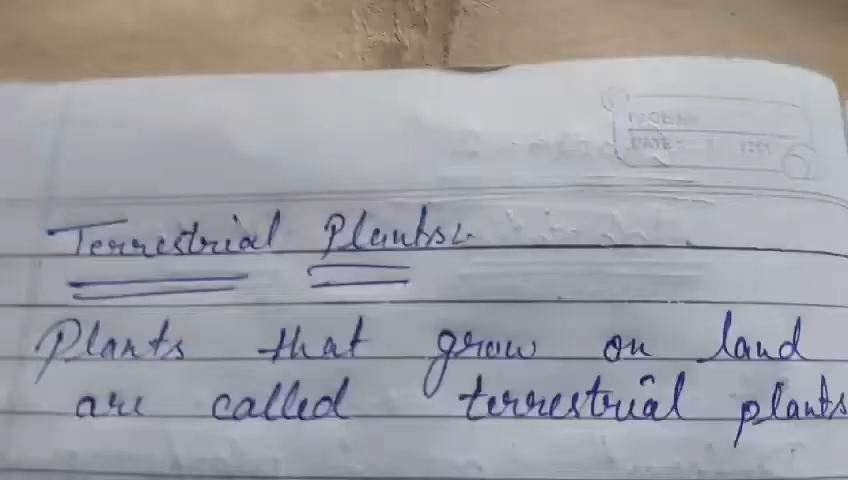 Terrestrial Plants:-
Plants that grow on land
are called terrestrial plants